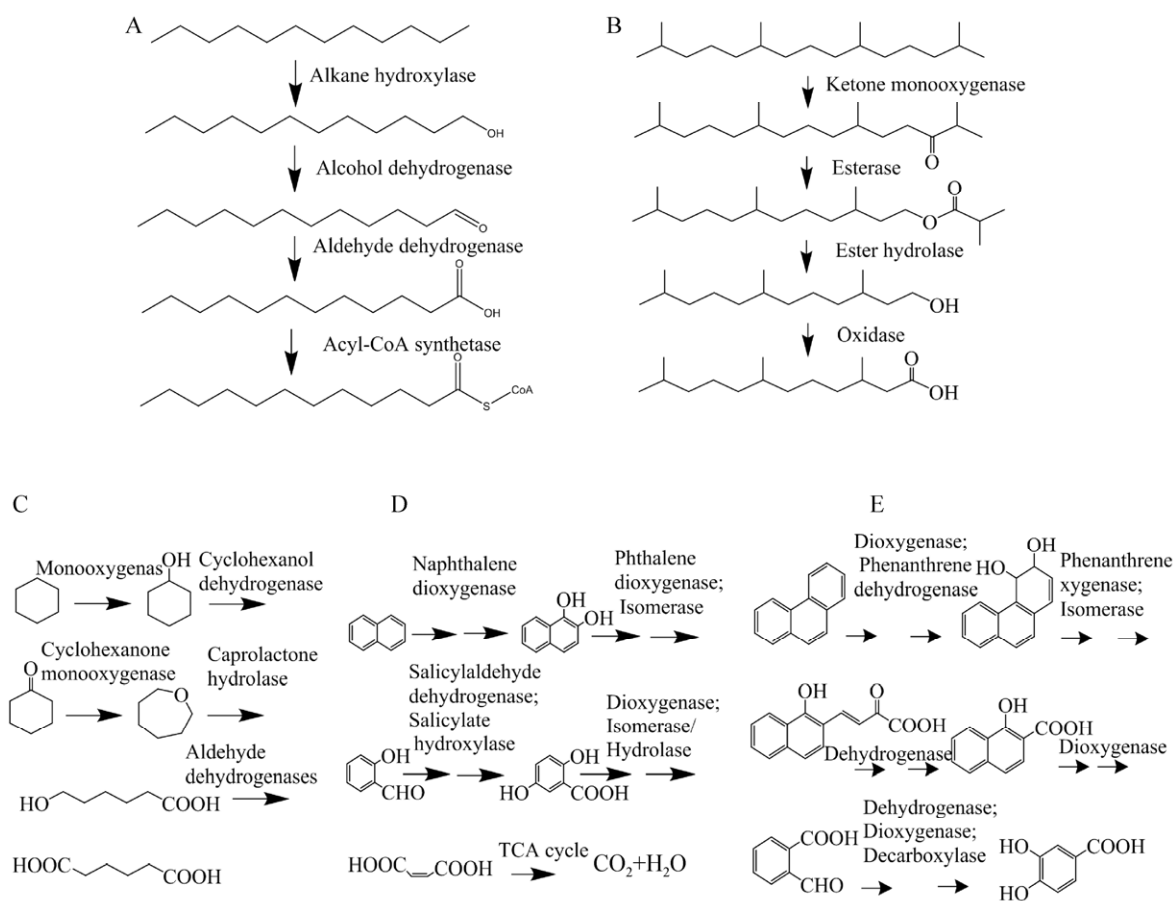 A
Alkane hydroxylase
OH
Alcohol dehydrogenase
O
Aldehyde dehydrogenase
O
OH
Acyl-CoA synthetase
O
S
CoA
B
Ketone monooxygenase
O
Esterase
O
O
Ester hydrolase
OH
Oxidase
O
OH
C
OH
Monooxygenas
Cyclohexanol
dehydrogenase
O
Cyclohexanone
monooxygenase
O
Caprolactone
hydrolase
HO
COOH
Aldehyde
dehydrogenases
HOOC
COOH
D
Naphthalene
dioxygenase
OH
OH
Phthalene
dioxygenase;
Isomerase
OH
CHO
Salicylaldehyde
dehydrogenase;
Salicylate
hydroxylase
OH
HO
COOH
Dioxygenase;
Isomerase/
Hydrolase
HOOC
COOH
TCA cycle
CO2+H2O
E
Dioxygenase;
Phenanthrene
dehydrogenase
OH
HO
Phenanthrene
xygenase;
Isomerase
OH
O
COOH
Dehydrogenase
OH
COOH
Dioxygenase
COOH
CHO
Dehydrogenase;
Dioxygenase;
Decarboxylase
HO
HO
COOH